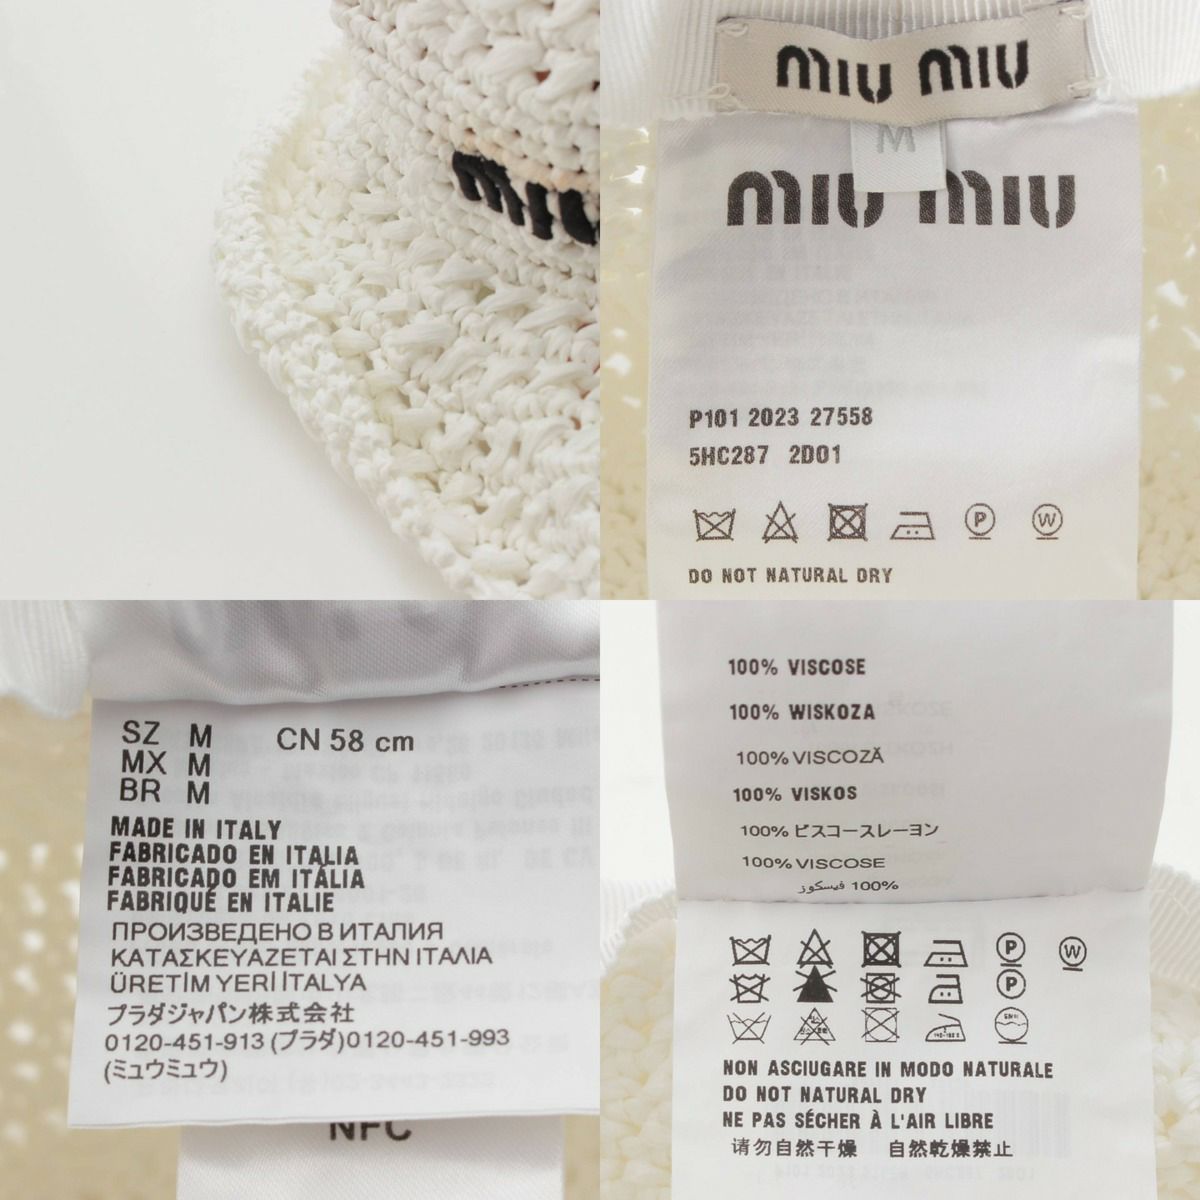 miu
miu miu
M
miu miu
P101 2023 27558
5HC287 2D01
P W
DO NOT NATURAL DRY
SZ M CN 58 cm
MX M
BR M
MADE IN ITALY
FABRICADO EN ITALIA
FABRICADO EM ITÁLIA
FABRIQUÉ EN ITALIE
ПРОИЗВЕДЕНО В ИТАЛИЯ
ΚΑΤΑΣΚΕΥΑΖΕΤΑΙ ΣΤΗΝ ΙΤΑΛΙΑ
ÜRETİM YERİ İTALYA
プラダジャパン株式会社
0120-451-913 (プラダ)0120-451-993
(ミュウミュウ)
NFC
100% VISCOSE
100% WISKOZA
100% VISCOZĂ
100% VISKOS
100% ビスコースレーヨン
100% VISCOSE
100% فيسكوز
P W
P
NON ASCIUGARE IN MODO NATURALE
DO NOT NATURAL DRY
NE PAS SÉCHER À L'AIR LIBRE
请勿自然干燥 自然乾燥禁止